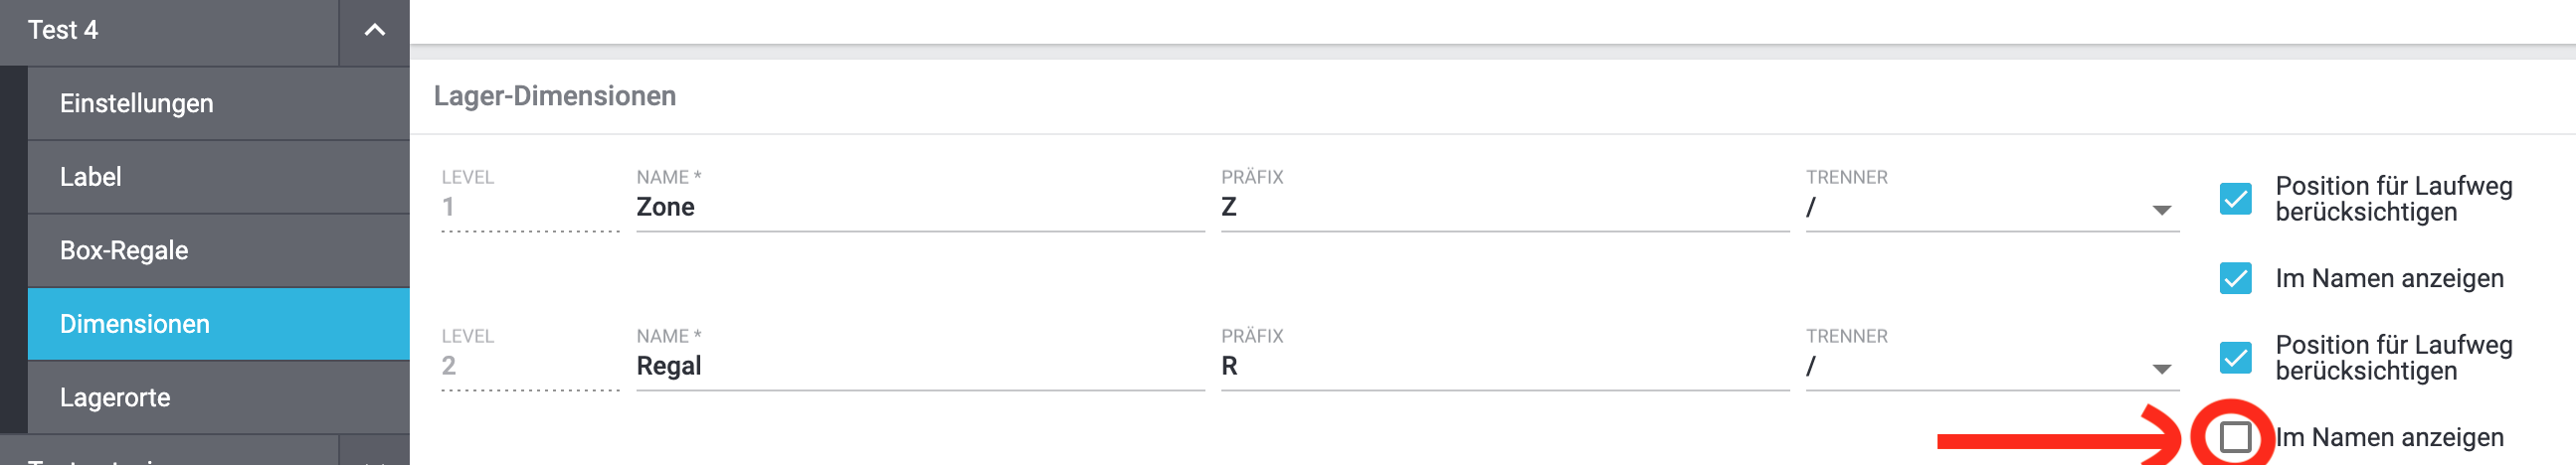 Test 4
Einstellungen
Label
Box-Regale
Dimensionen
Lagerorte
Lager-Dimensionen
LEVEL
1
NAME *
Zone
PRÄFIX
Z
TRENNER
/
Position für Laufweg
berücksichtigen
Im Namen anzeigen
LEVEL
2
NAME *
Regal
PRÄFIX
R
TRENNER
/
Position für Laufweg
berücksichtigen
Im Namen anzeigen